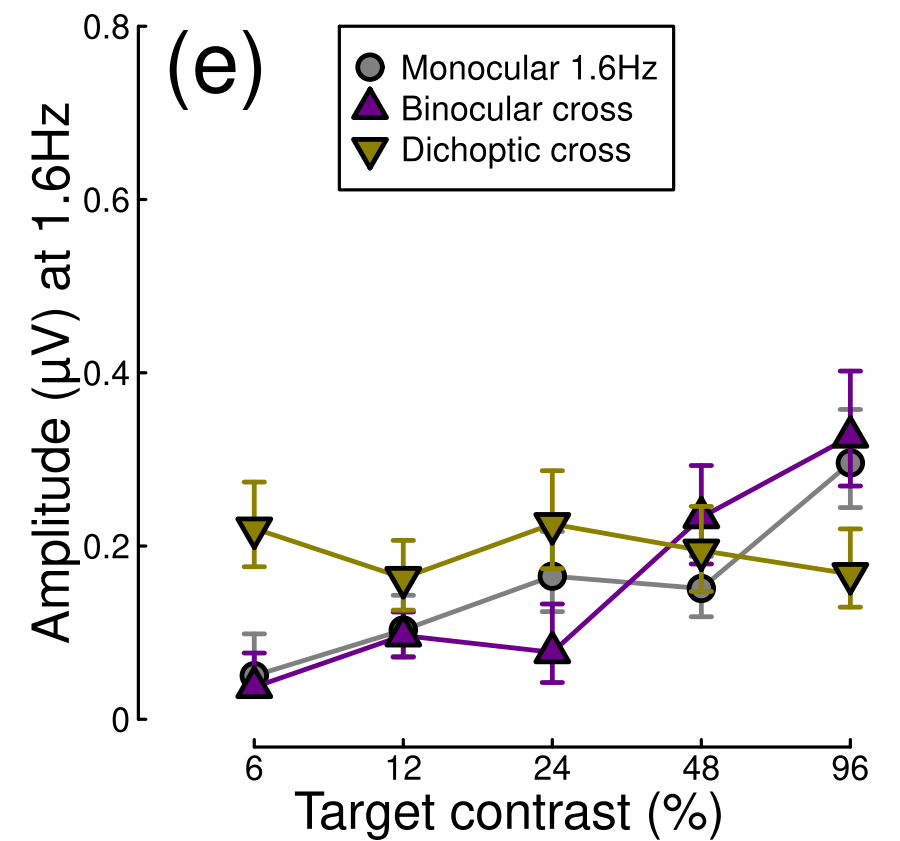 (e)
Monocular 1.6Hz
Binocular cross
Dichoptic cross
Amplitude (µV) at 1.6Hz
0.8
0.6
0.4
0.2
0
6 12 24 48 96
Target contrast (%)